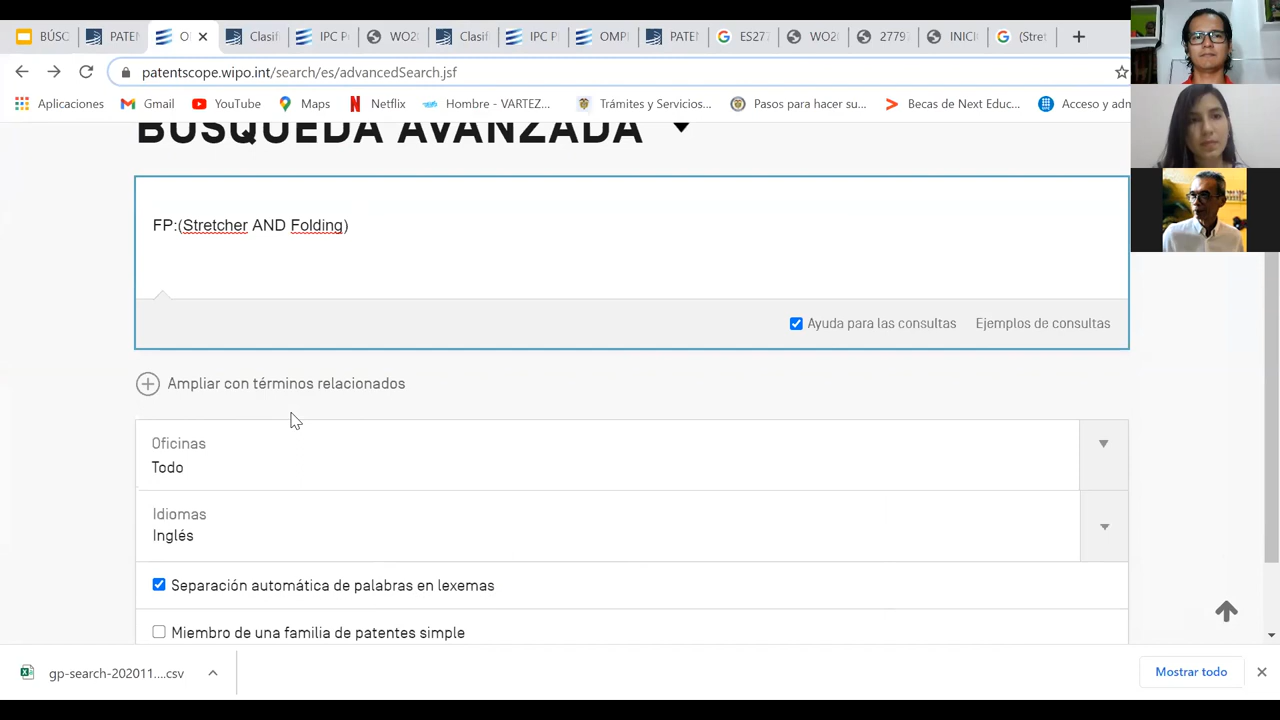 BÚSC
PATEN
O
Clasif
IPC P
WO2
Clasif
IPC P
OMPI
PATEN
ES277
WO2
2779
INICI
(Stret
patentscope.wipo.int/search/es/advancedSearch.jsf
Aplicaciones
Gmail
YouTube
Maps
Netflix
Hombre - VARTEZ...
Trámites y Servicios...
Pasos para hacer su...
Becas de Next Educ...
Acceso y adm
BÚSQUEDA AVANZADA
FP:(Stretcher AND Folding)
Ayuda para las consultas
Ejemplos de consultas
Ampliar con términos relacionados
Oficinas
Todo
Idiomas
Inglés
Separación automática de palabras en lexemas
Miembro de una familia de patentes simple
gp-search-202011....csv
Mostrar todo